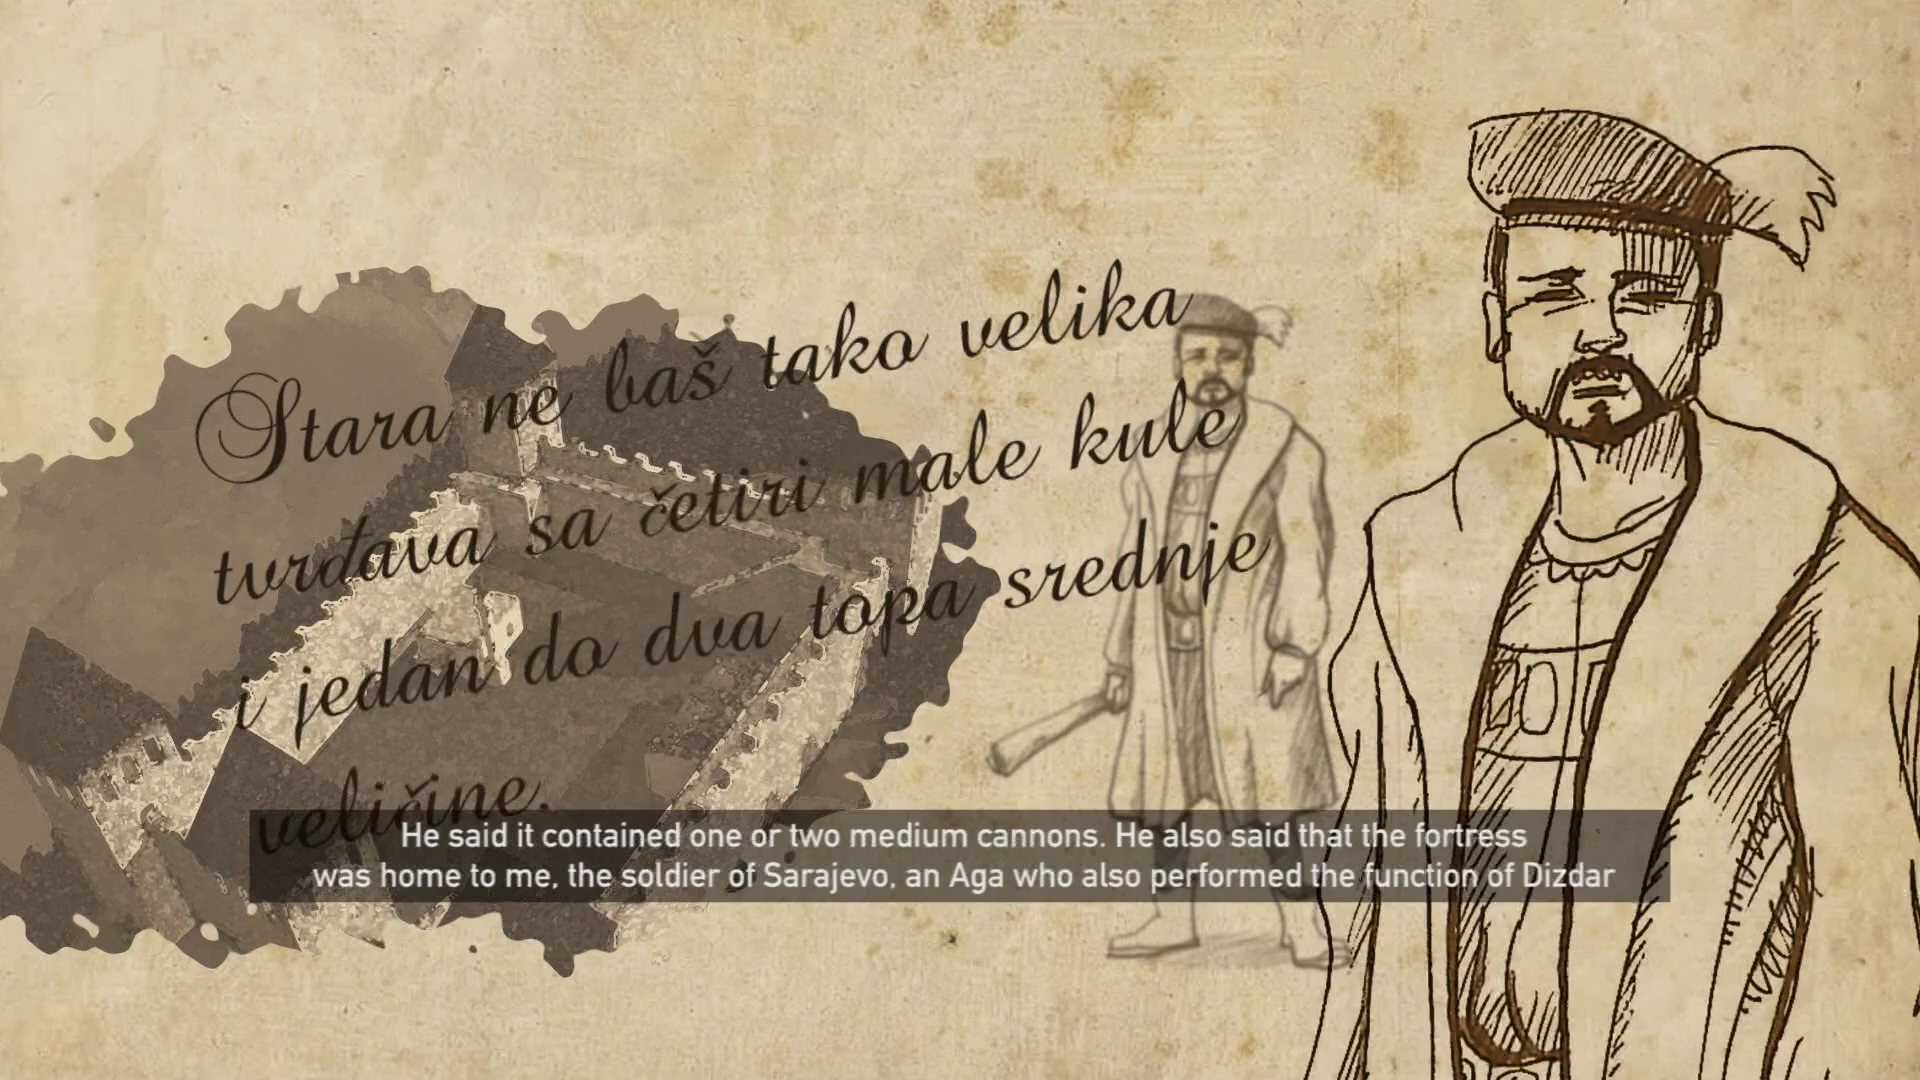 Stara ne baš tako velika
tvrđava sa četiri male kule
i jedan do dva topa srednje
veličine.
He said it contained one or two medium cannons. He also said that the fortress
was home to me, the soldier of Sarajevo, an Aga who also performed the function of Dizdar